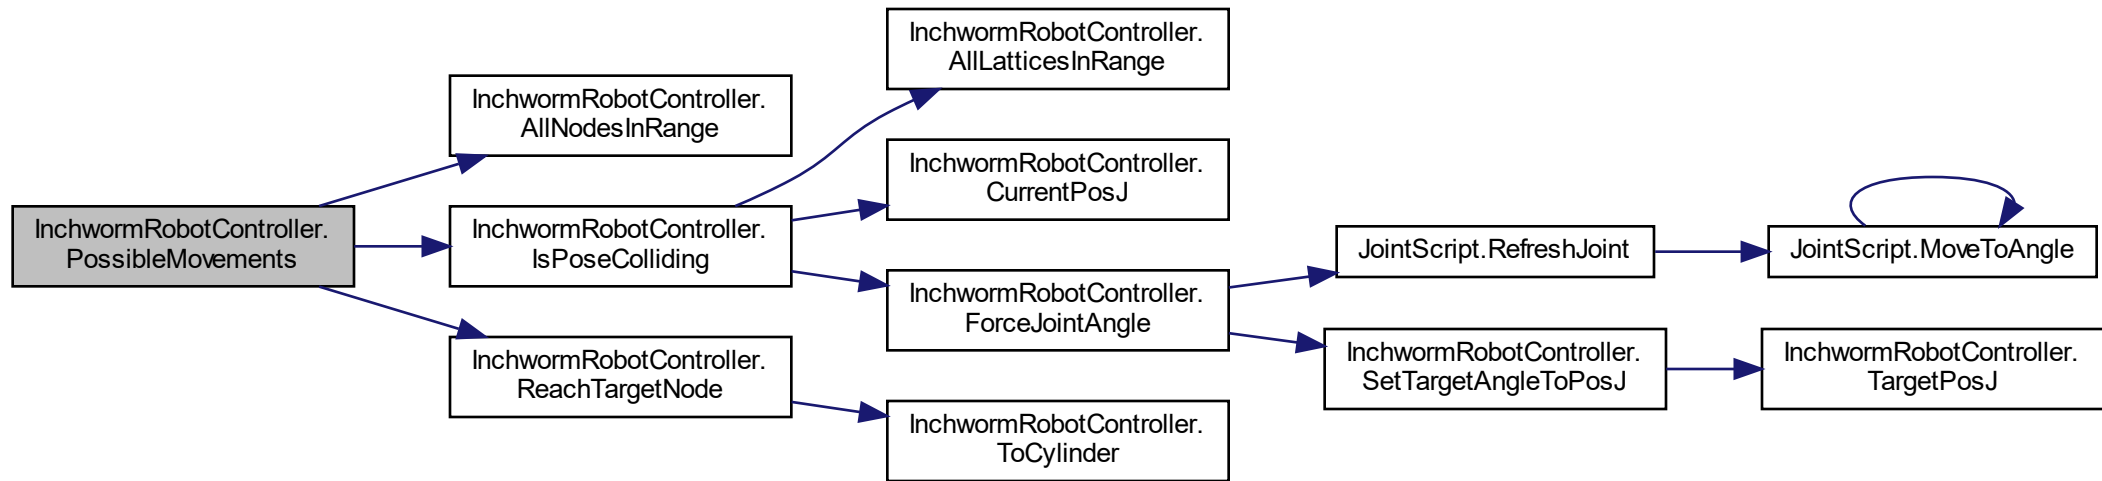 InchwormRobotController.
PossibleMovements
InchwormRobotController.
AllNodesInRange
InchwormRobotController.
IsPoseColliding
InchwormRobotController.
ReachTargetNode
InchwormRobotController.
AllLatticesInRange
InchwormRobotController.
CurrentPosJ
InchwormRobotController.
ForceJointAngle
InchwormRobotController.
ToCylinder
JointScript.RefreshJoint
InchwormRobotController.
SetTargetAngleToPosJ
JointScript.MoveToAngle
InchwormRobotController.
TargetPosJ